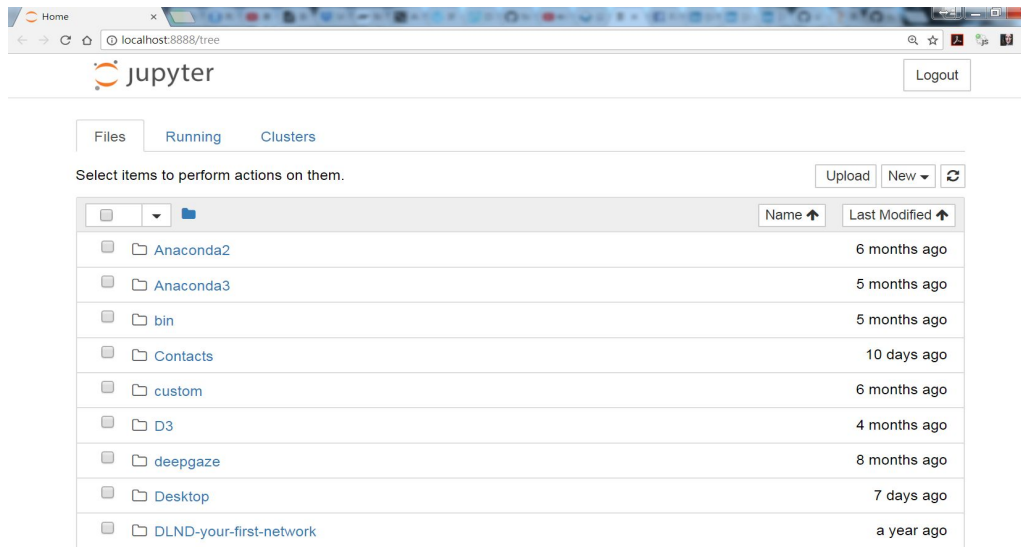 Home
localhost:8888/tree
jupyter
Logout
Files Running Clusters
Select items to perform actions on them.
Upload New
Name Last Modified
Anaconda2 6 months ago
Anaconda3 5 months ago
bin 5 months ago
Contacts 10 days ago
custom 6 months ago
D3 4 months ago
deepgaze 8 months ago
Desktop 7 days ago
DLND-your-first-network a year ago